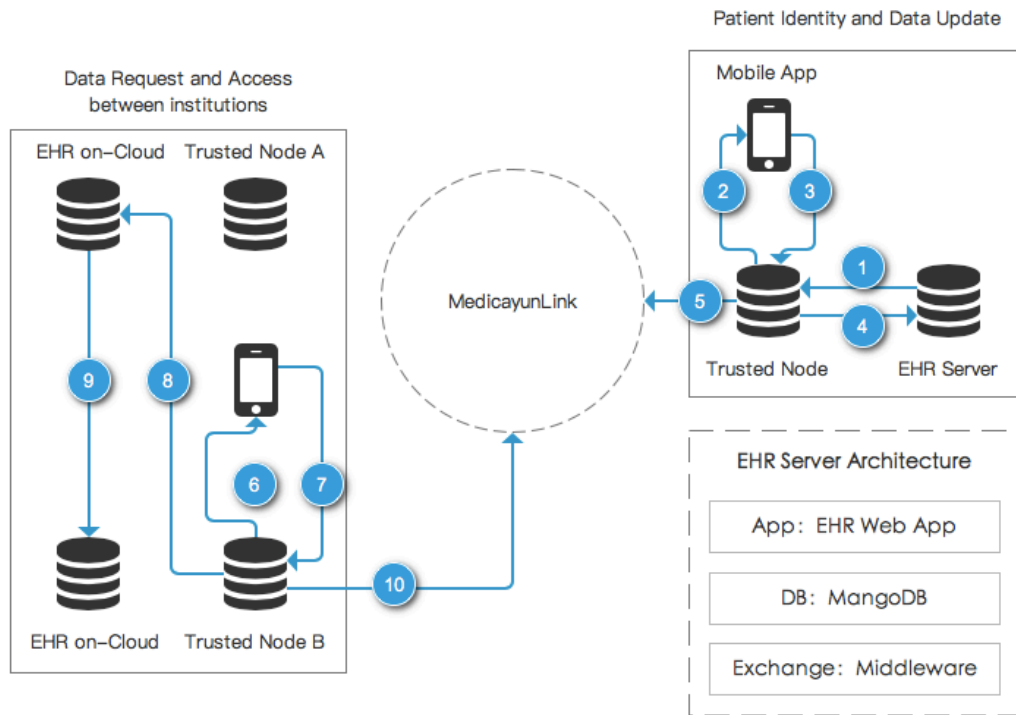 Patient Identity and Data Update
Data Request and Access
between institutions
Mobile App
EHR on-Cloud
Trusted Node A
2
3
1
MedicayunLink
5
4
Trusted Node
EHR Server
9
8
6
7
EHR Server Architecture
App: EHR Web App
10
DB: MangoDB
EHR on-Cloud
Trusted Node B
Exchange: Middleware